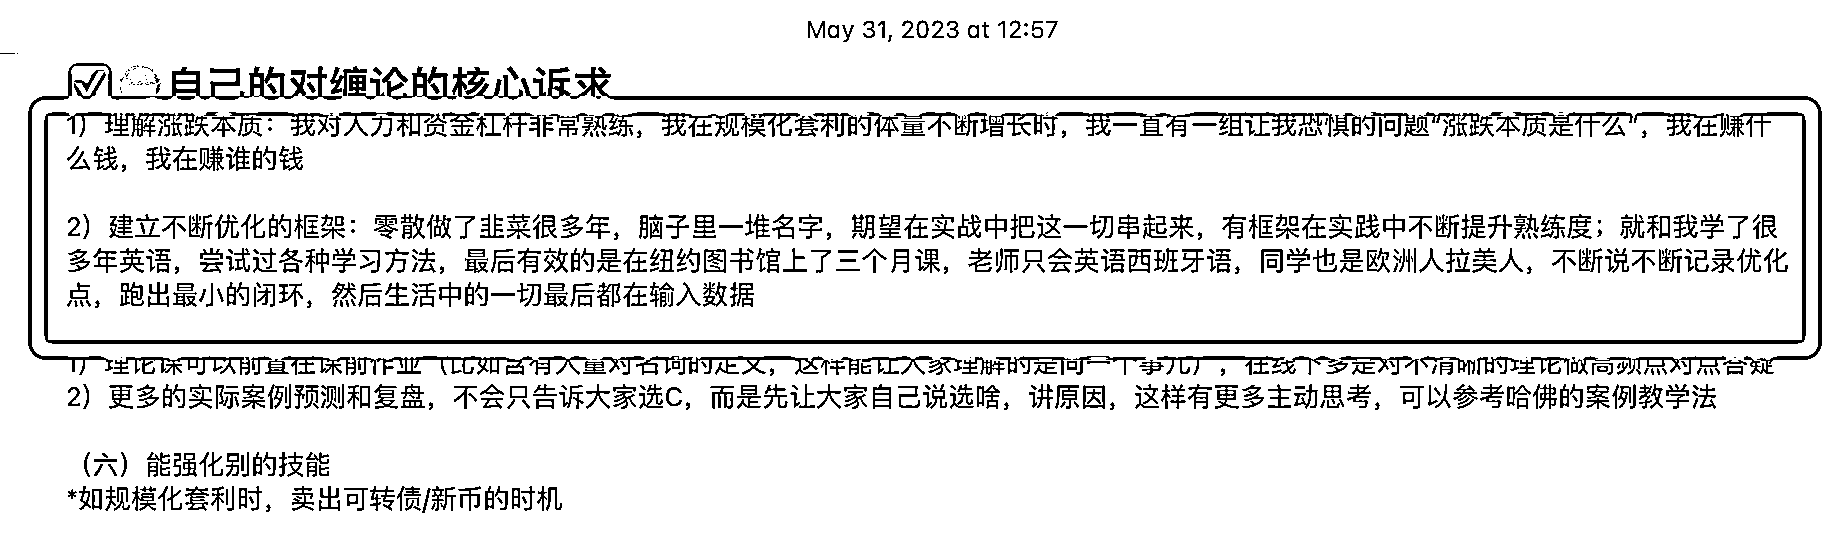 May 31, 2023 at 12:57
自己的对缠论的核心诉求
1）理解涨跌本质：我对人力和资金杠杆非常熟练，我在规模化套利的体量不断增长时，我一直有一组让我恐惧的问题“涨跌本质是什么”，我在赚什
么钱，我在赚谁的钱
2）建立不断优化的框架：零散做了韭菜很多年，脑子里一堆名字，期望在实战中把这一切串起来，有框架在实践中不断提升熟练度；就和我学了很
多年英语，尝试过各种学习方法，最后有效的是在纽约图书馆上了三个月课，老师只会英语西班牙语，同学也是欧洲人拉美人，不断说不断记录优化
点，跑出最小的闭环，然后生活中的一切最后都在输入数据
1）理论课可以前置在课前作业（比如含有大量对名词的定义，这样能让大家理解的是同一个事儿），在线下多是对不清晰的理论做高频点对点答疑
2）更多的实际案例预测和复盘，不会只告诉大家选C，而是先让大家自己说选啥，讲原因，这样有更多主动思考，可以参考哈佛的案例教学法
（六）能强化别的技能
*如规模化套利时，卖出可转债/新币的时机